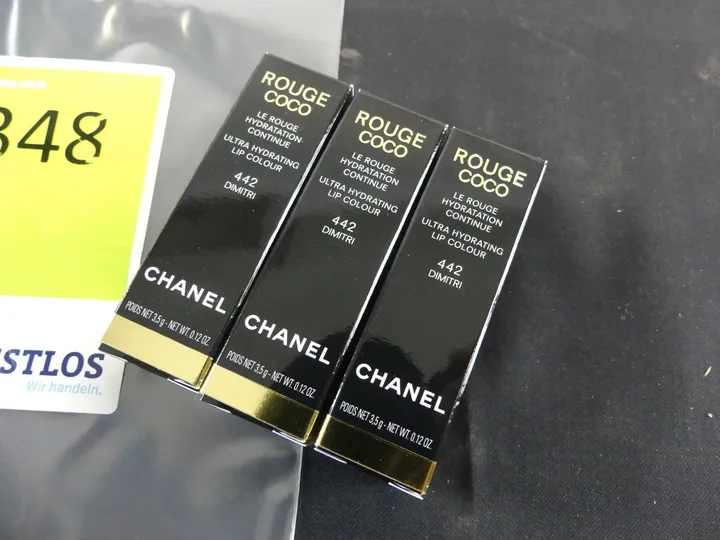 348
STLOS
Wir handeln.
ROUGE
COCO
LE ROUGE
HYDRATATION
CONTINUE
ULTRA HYDRATING
LIP COLOUR
442
DIMITRI
CHANEL
POIDS NET 3,5 g - NET WT. 0.12 OZ.
ROUGE
COCO
LE ROUGE
HYDRATATION
CONTINUE
ULTRA HYDRATING
LIP COLOUR
442
DIMITRI
CHANEL
POIDS NET 3,5 g - NET WT. 0.12 OZ.
ROUGE
COCO
LE ROUGE
HYDRATATION
CONTINUE
ULTRA HYDRATING
LIP COLOUR
442
DIMITRI
CHANEL
POIDS NET 3,5 g - NET WT. 0.12 OZ.